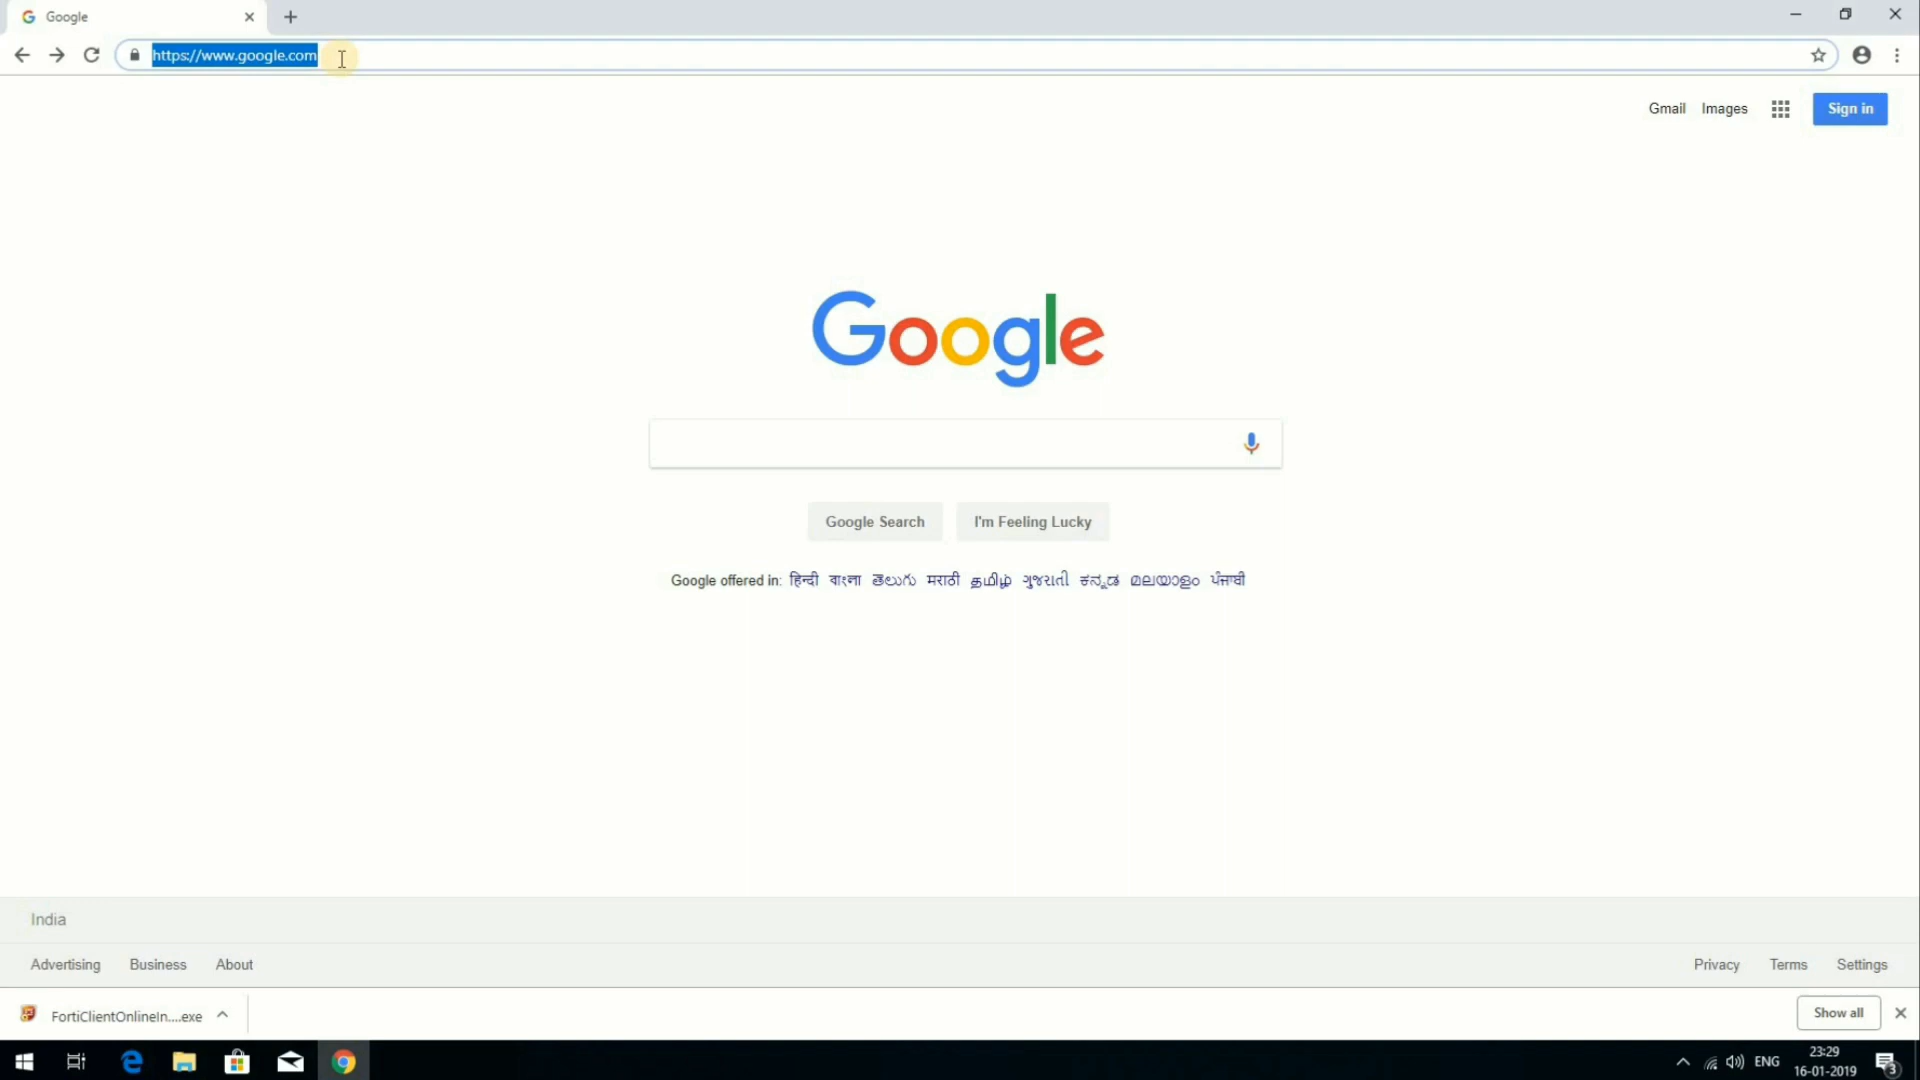 Google
https://www.google.com
Gmail Images Sign in
Google
Google Search I'm Feeling Lucky
Google offered in: हिन्दी বাংলা తెలుగు मराठी தமிழ் ગુજરાતી ಕನ್ನಡ മലയാളം ਪੰਜਾਬੀ
India
Advertising Business About Privacy Terms Settings
FortiClientOnlineIn....exe Show all
ENG 23:29
16-01-2019 3